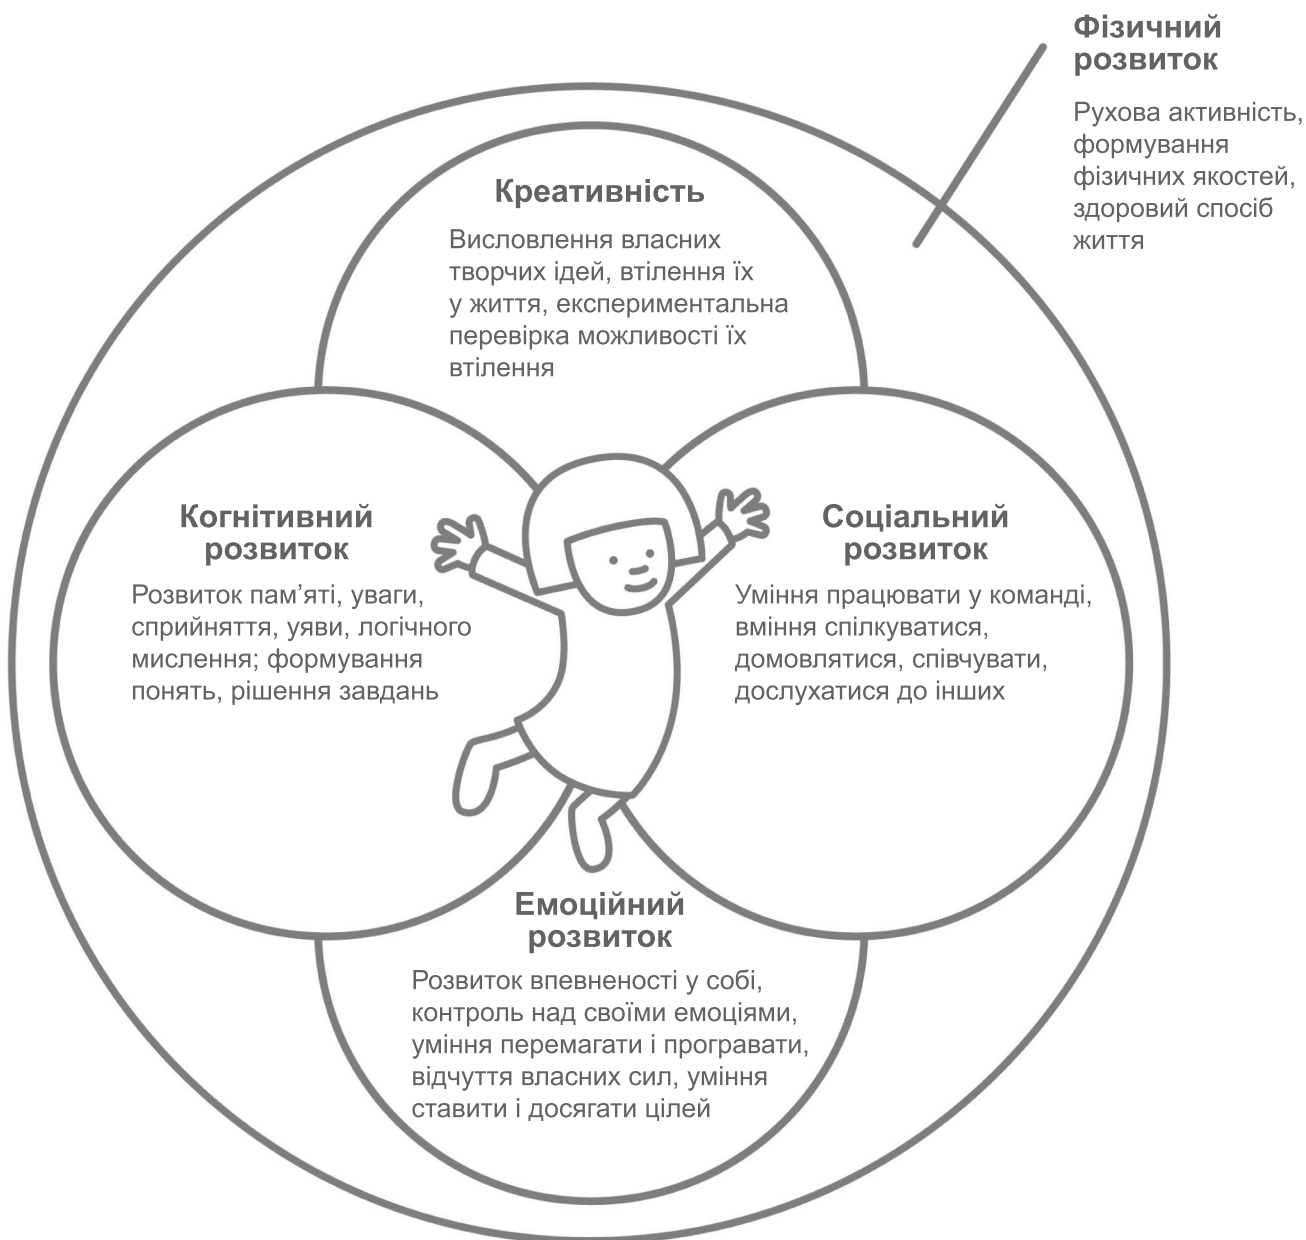 Фізичний
розвиток
Рухова активність,
формування
фізичних якостей,
здоровий спосіб
життя
Креативність
Висловлення власних
творчих ідей, втілення їх
у життя, експериментальна
перевірка можливості їх
втілення
Когнітивний
розвиток
Розвиток пам’яті, уваги,
сприйняття, уяви, логічного
мислення; формування
понять, рішення завдань
Соціальний
розвиток
Уміння працювати у команді,
вміння спілкуватися,
домовлятися, співчувати,
дослухатися до інших
Емоційний
розвиток
Розвиток впевненості у собі,
контроль над своїми емоціями,
уміння перемагати і програвати,
відчуття власних сил, уміння
ставити і досягати цілей